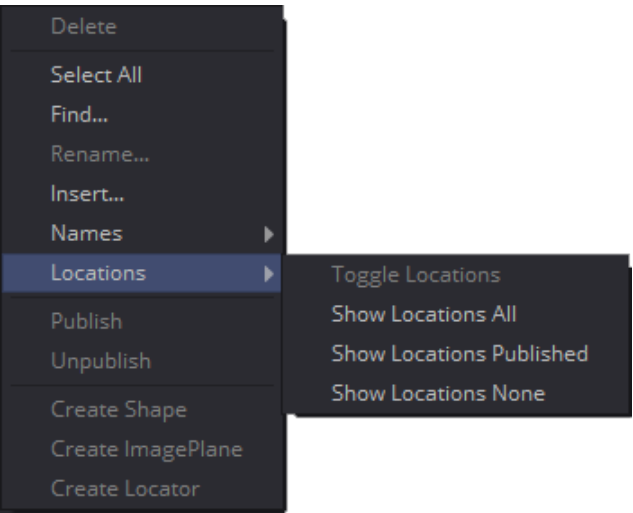 Delete
Select All
Find...
Rename...
Insert...
Names
Locations
Toggle Locations
Show Locations All
Show Locations Published
Show Locations None
Publish
Unpublish
Create Shape
Create ImagePlane
Create Locator